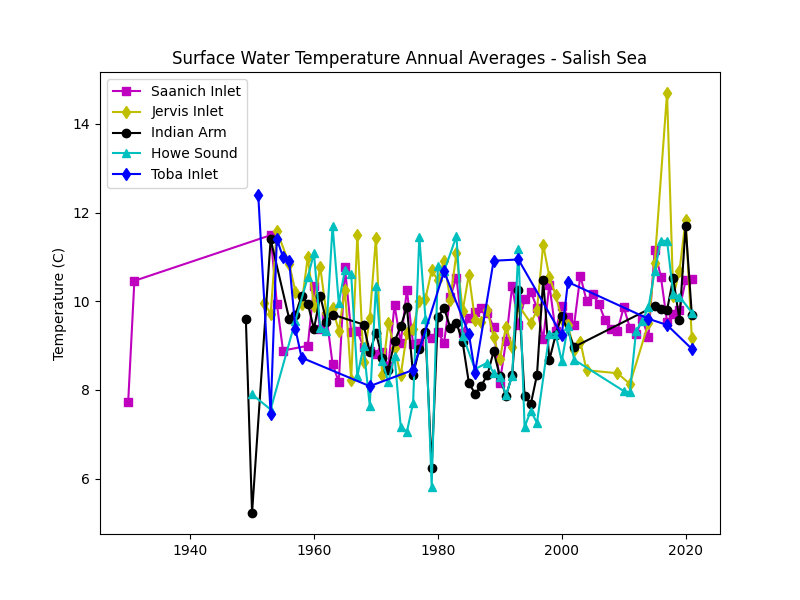 Surface Water Temperature Annual Averages - Salish Sea
Saanich Inlet
Jervis Inlet
Indian Arm
Howe Sound
Toba Inlet
Temperature (C)
14
12
10
8
6
1940
1960
1980
2000
2020